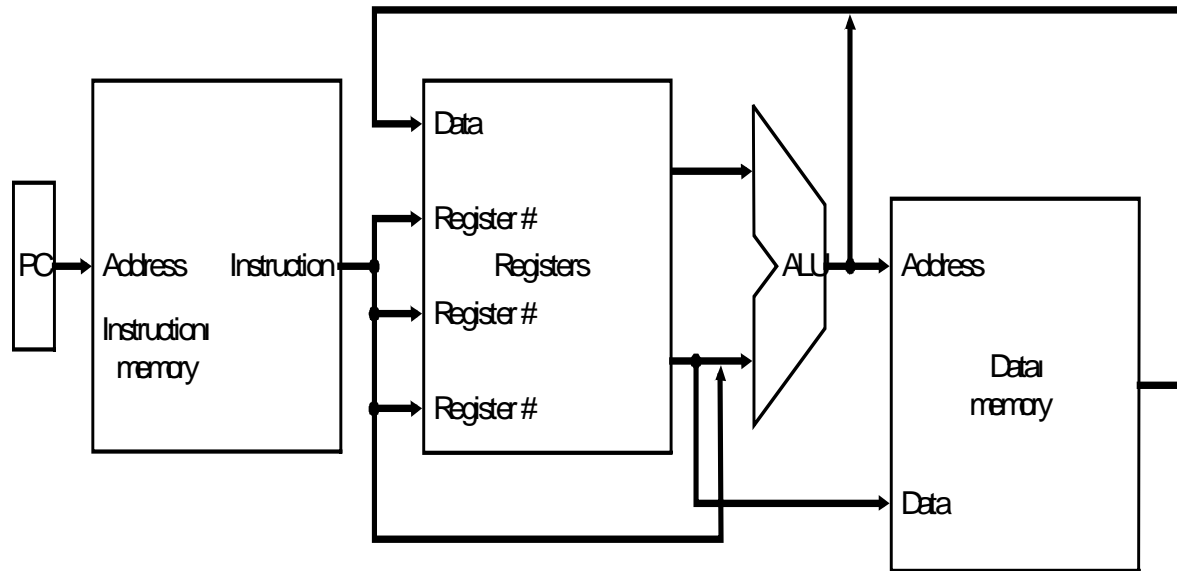 Data
Register #
PC
Address
Instruction
Registers
ALU
Address
Instruction
memory
Register #
Data
memory
Register #
Data